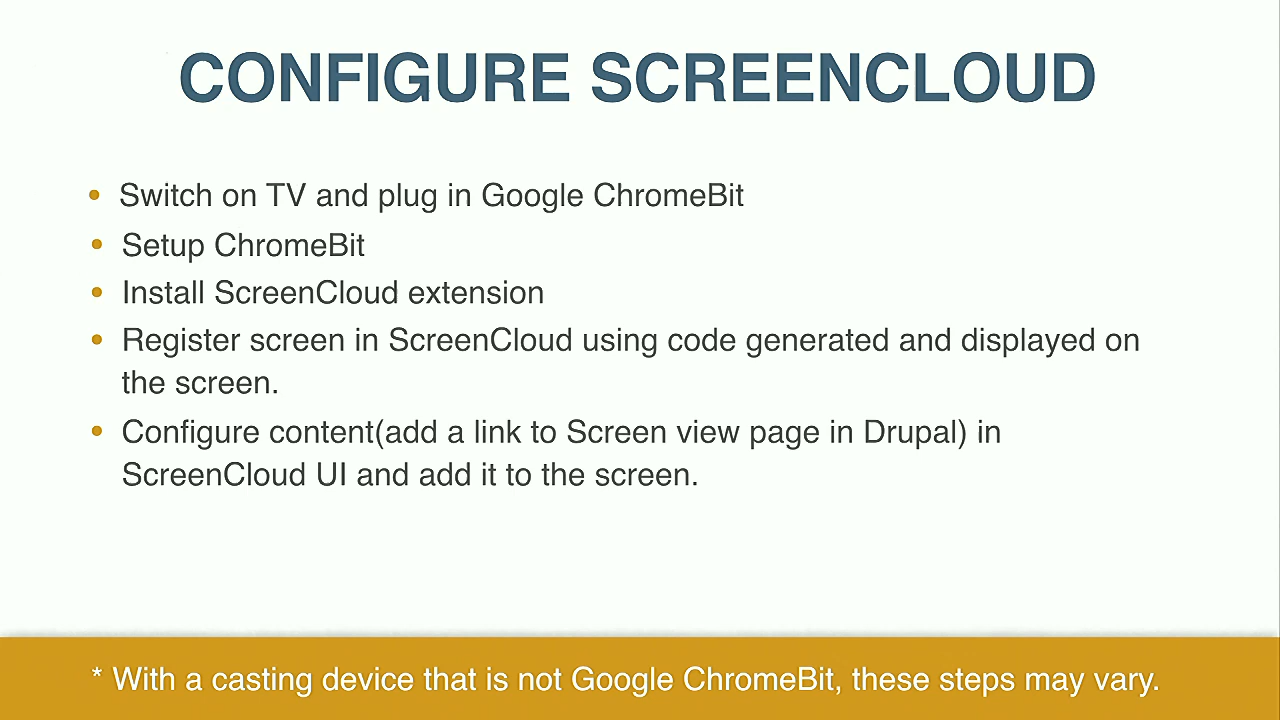 CONFIGURE SCREENCLOUD
• Switch on TV and plug in Google ChromeBit
• Setup ChromeBit
• Install ScreenCloud extension
• Register screen in ScreenCloud using code generated and displayed on
the screen.
• Configure content(add a link to Screen view page in Drupal) in
ScreenCloud UI and add it to the screen.
* With a casting device that is not Google ChromeBit, these steps may vary.